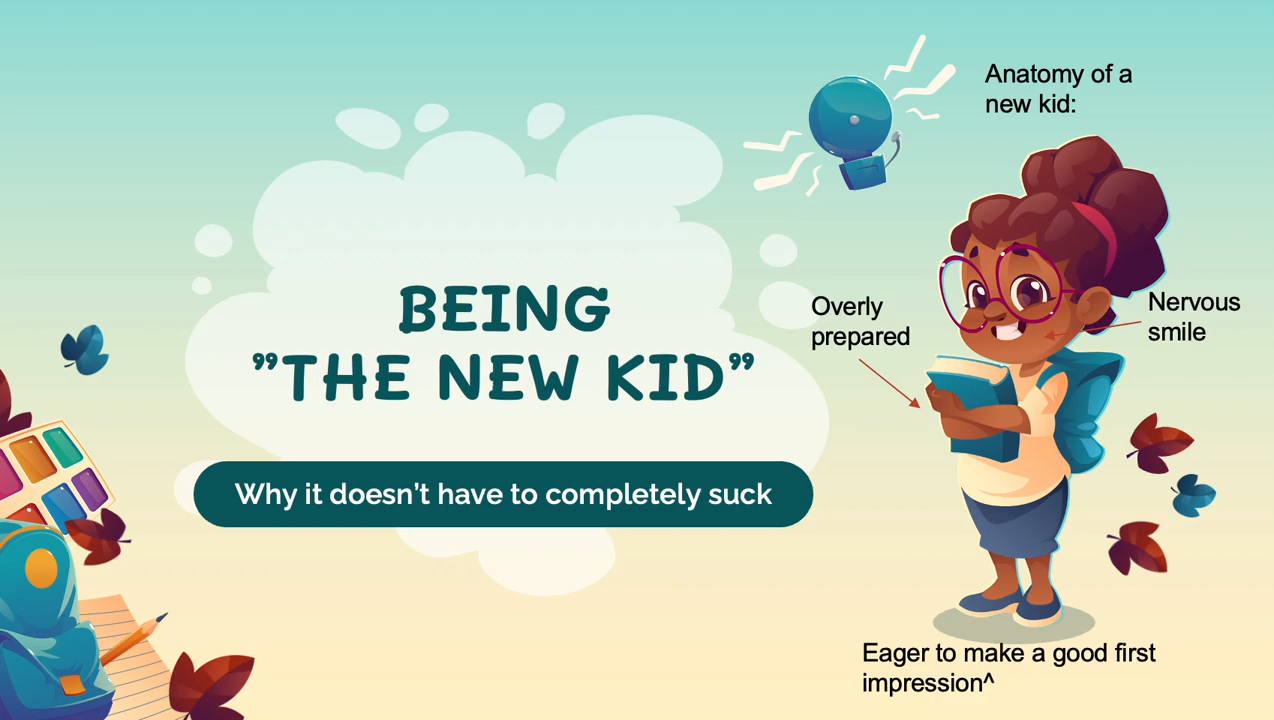 Anatomy of a
new kid:
BEING
”THE NEW KID”
Why it doesn’t have to completely suck
Overly
prepared
Nervous
smile
Eager to make a good first
impression^